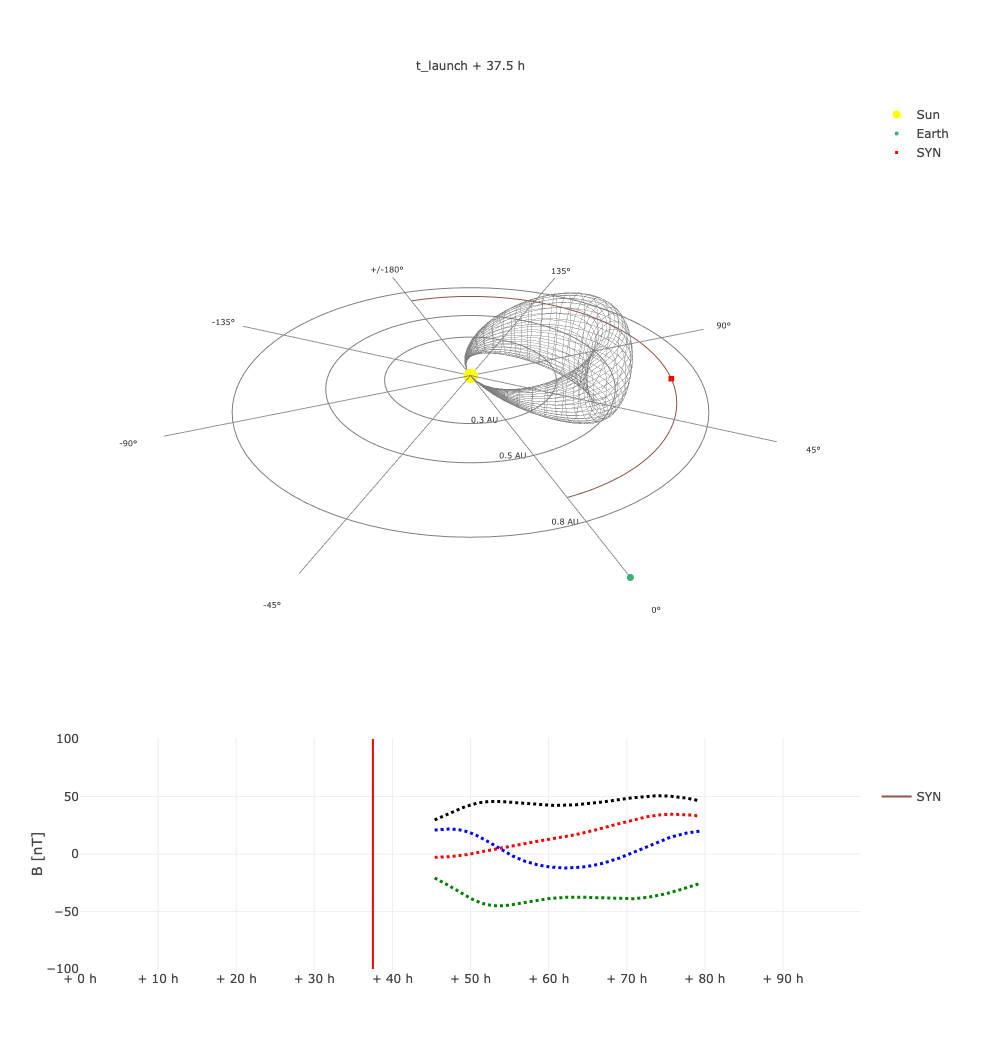 t_launch + 37.5 h
Sun
Earth
SYN
+/-180°
135°
-135°
90°
0.3 AU
-90°
45°
0.5 AU
0.8 AU
-45°
0°
100
50
SYN
0
B [nT]
−50
−100
+ 0 h
+ 10 h
+ 20 h
+ 30 h
+ 40 h
+ 50 h
+ 60 h
+ 70 h
+ 80 h
+ 90 h